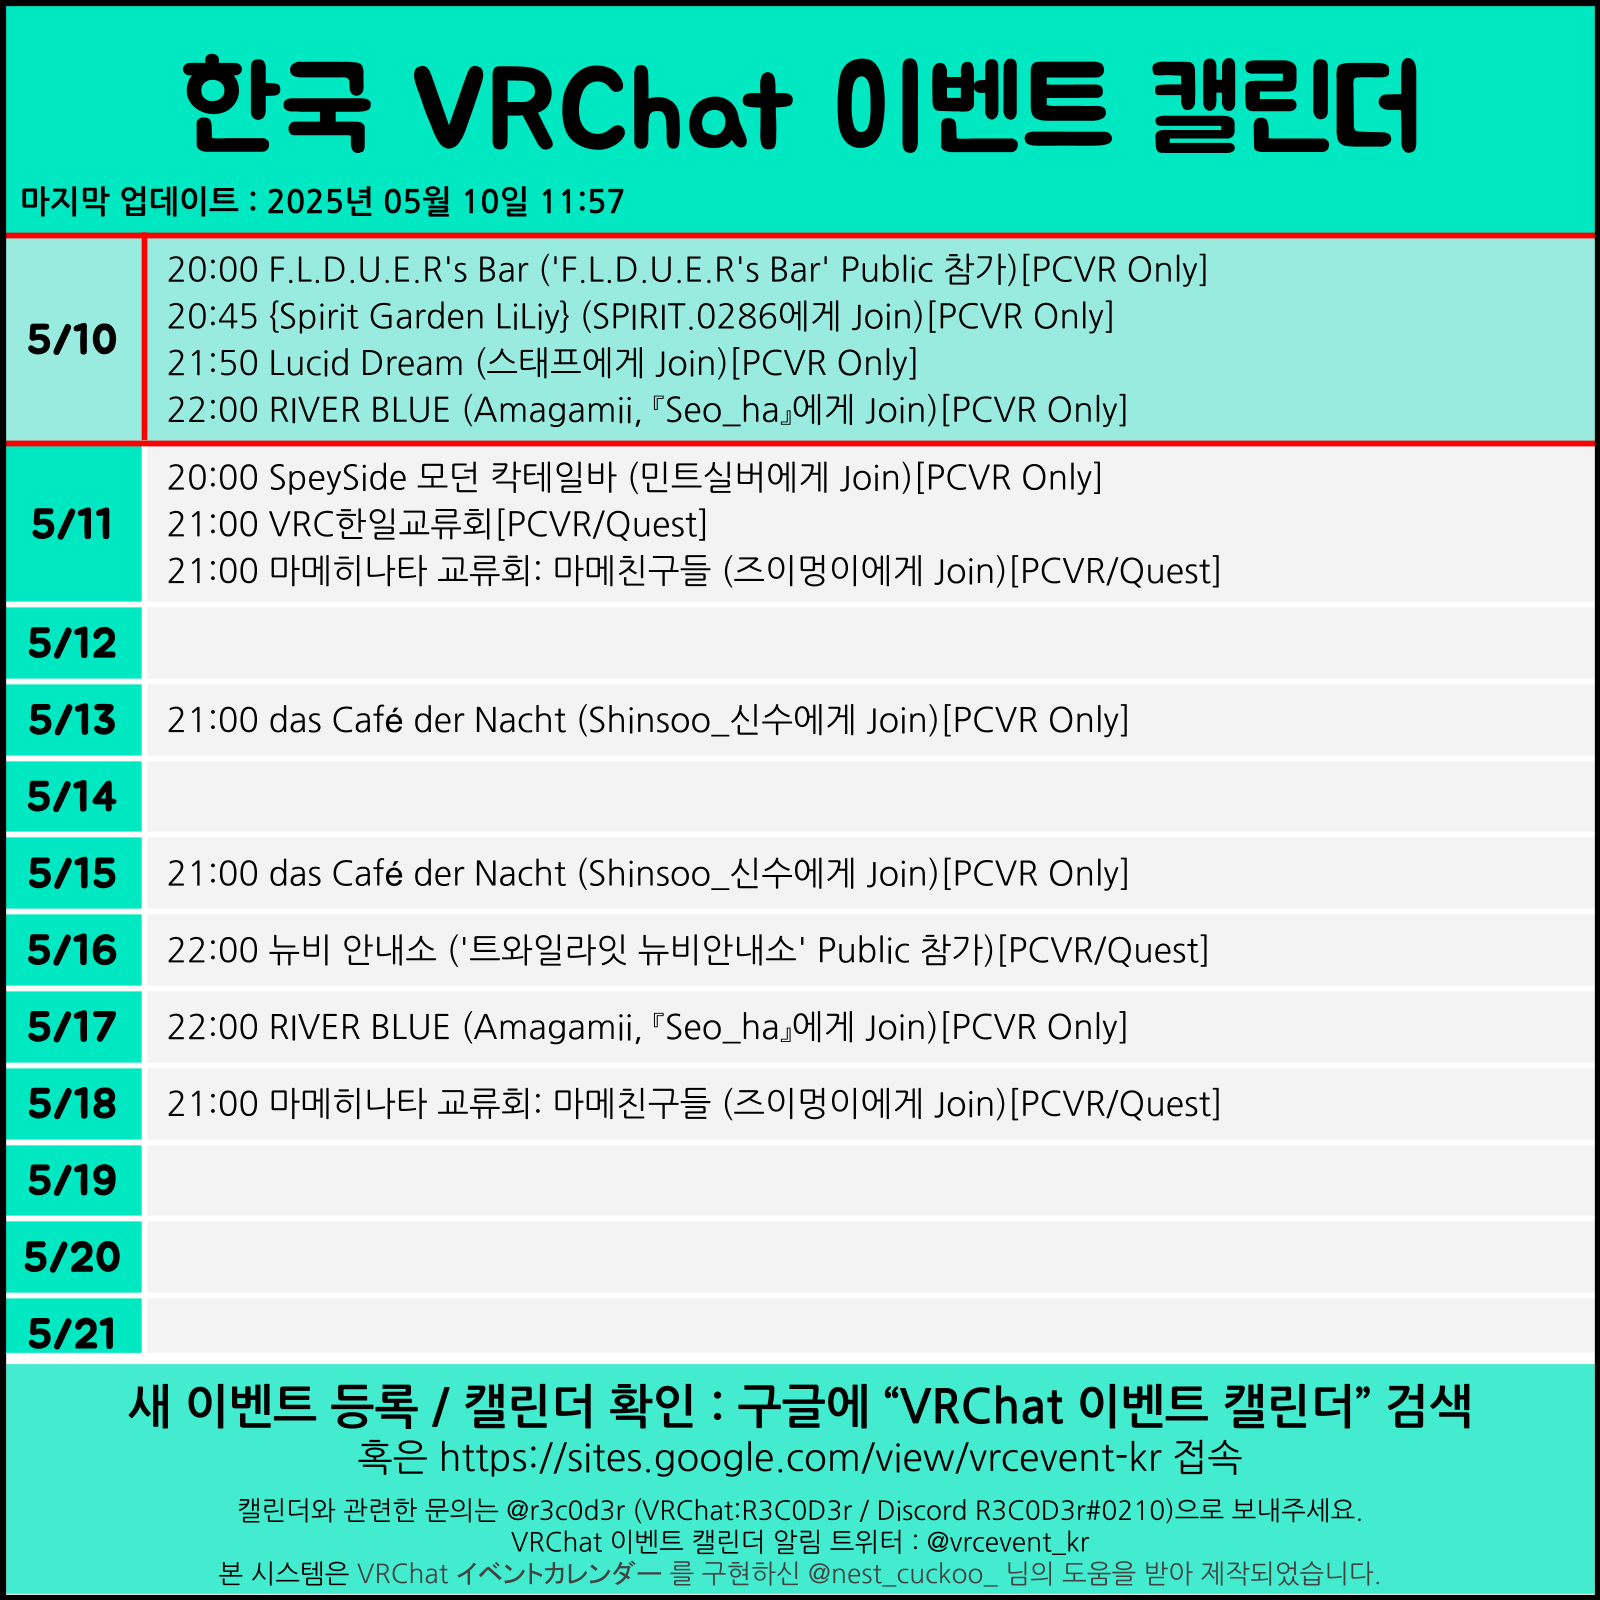 한국 VRChat 이벤트 캘린더
마지막 업데이트 : 2025년 05월 10일 11:57
5/10
20:00 F.L.D.U.E.R's Bar ('F.L.D.U.E.R's Bar' Public 참가)[PCVR Only]
20:45 {Spirit Garden LiLiy} (SPIRIT.0286에게 Join)[PCVR Only]
21:50 Lucid Dream (스태프에게 Join)[PCVR Only]
22:00 RIVER BLUE (Amagamii, 『Seo_ha』에게 Join)[PCVR Only]
5/11
20:00 SpeySide 모던 칵테일바 (민트실버에게 Join)[PCVR Only]
21:00 VRC한일교류회[PCVR/Quest]
21:00 마메히나타 교류회: 마메친구들 (즈이멍이에게 Join)[PCVR/Quest]
5/12
5/13
21:00 das Café der Nacht (Shinsoo_신수에게 Join)[PCVR Only]
5/14
5/15
21:00 das Café der Nacht (Shinsoo_신수에게 Join)[PCVR Only]
5/16
22:00 뉴비 안내소 ('트와일라잇 뉴비안내소' Public 참가)[PCVR/Quest]
5/17
22:00 RIVER BLUE (Amagamii, 『Seo_ha』에게 Join)[PCVR Only]
5/18
21:00 마메히나타 교류회: 마메친구들 (즈이멍이에게 Join)[PCVR/Quest]
5/19
5/20
5/21
새 이벤트 등록 / 캘린더 확인 : 구글에 “VRChat 이벤트 캘린더” 검색
혹은 https://sites.google.com/view/vrcevent-kr 접속
캘린더와 관련한 문의는 @r3c0d3r (VRChat:R3C0D3r / Discord R3C0D3r#0210)으로 보내주세요.
VRChat 이벤트 캘린더 알림 트위터 : @vrcevent_kr
본 시스템은 VRChat イベントカレンダー 를 구현하신 @nest_cuckoo_ 님의 도움을 받아 제작되었습니다.